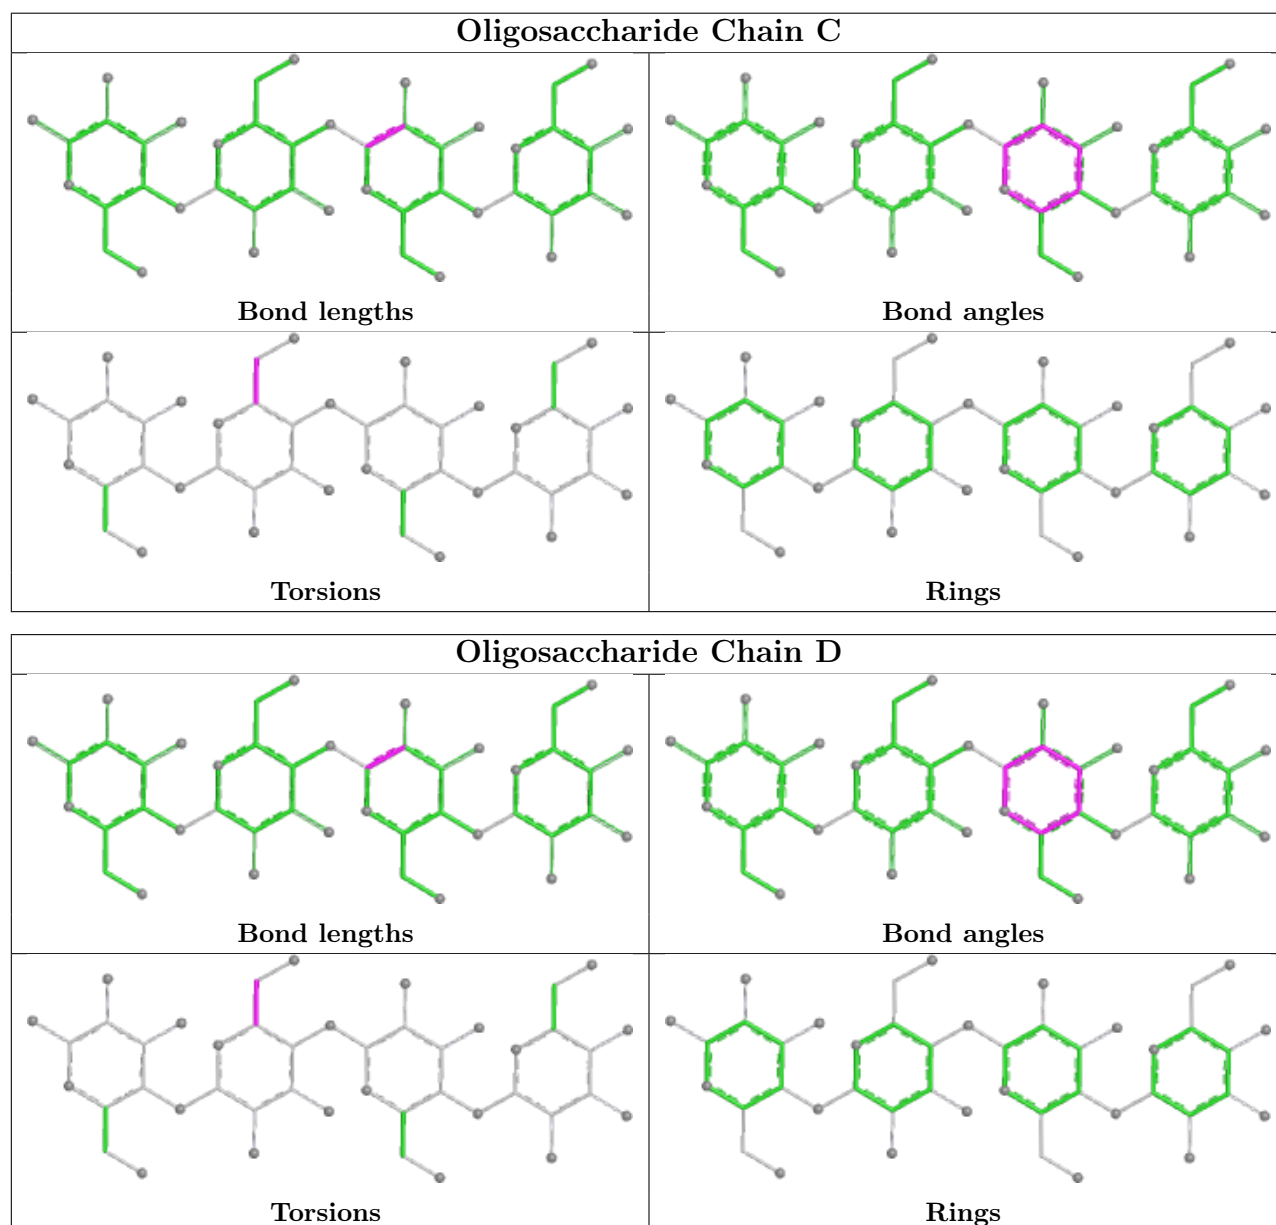 Oligosaccharide Chain C
Bond lengths
Bond angles
Torsions
Rings
Oligosaccharide Chain D
Bond lengths
Bond angles
Torsions
Rings